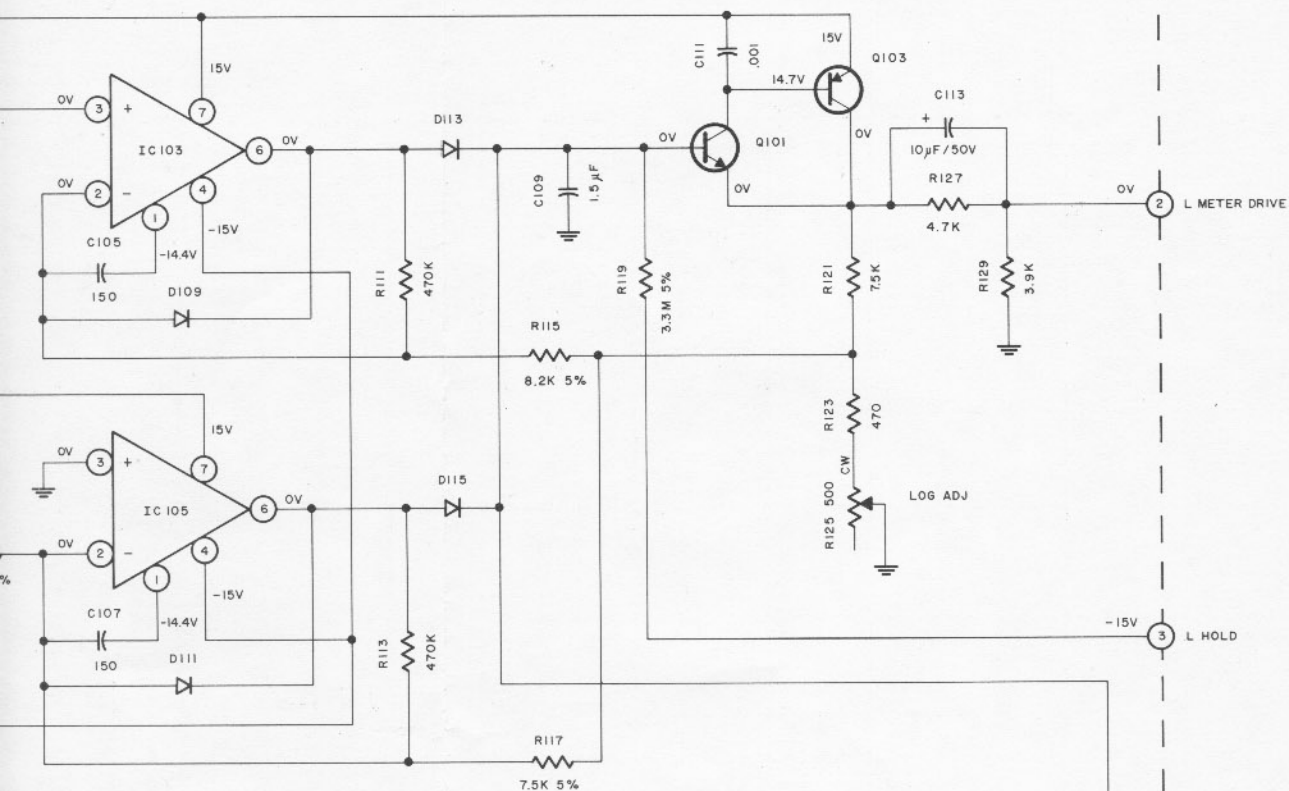 15V
C111
.001
15V
Q103
14.7V
0V
3
+
7
IC103
6
0V
D113
0V
Q101
0V
0V
C113
+
10µF/50V
R127
4.7K
0V
2
L METER DRIVE
0V
2
-
4
1
-15V
C109
1.5 µF
C105
-14.4V
150
D109
R111
470K
R119
3.3M 5%
R121
7.5K
R129
3.9K
R115
8.2K 5%
R123
470
CW
R125 500
LOG ADJ
15V
0V
3
+
7
IC105
6
0V
D115
0V
2
-
4
1
%
-15V
C107
-14.4V
150
D111
R113
470K
-15V
3
L HOLD
R117
7.5K 5%